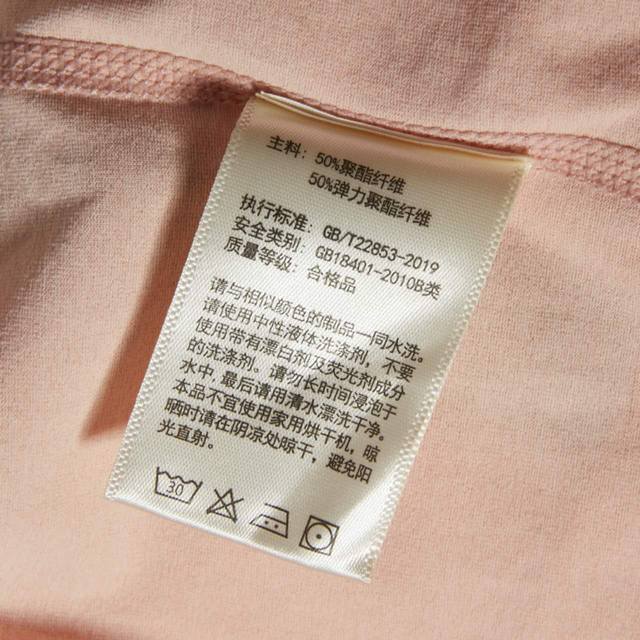 主料：50%聚酯纤维
50%弹力聚酯纤维
执行标准：GB/T22853-2019
安全类别：GB18401-2010B类
质量等级：合格品
请与相似颜色的制品一同水洗。
请使用中性液体洗涤剂，不要
使用带有漂白剂及荧光剂成分
的洗涤剂。请勿长时间浸泡于
水中，最后请用清水漂洗干净。
本品不宜使用家用烘干机，晾
晒时请在阴凉处晾干，避免阳
光直射。
30